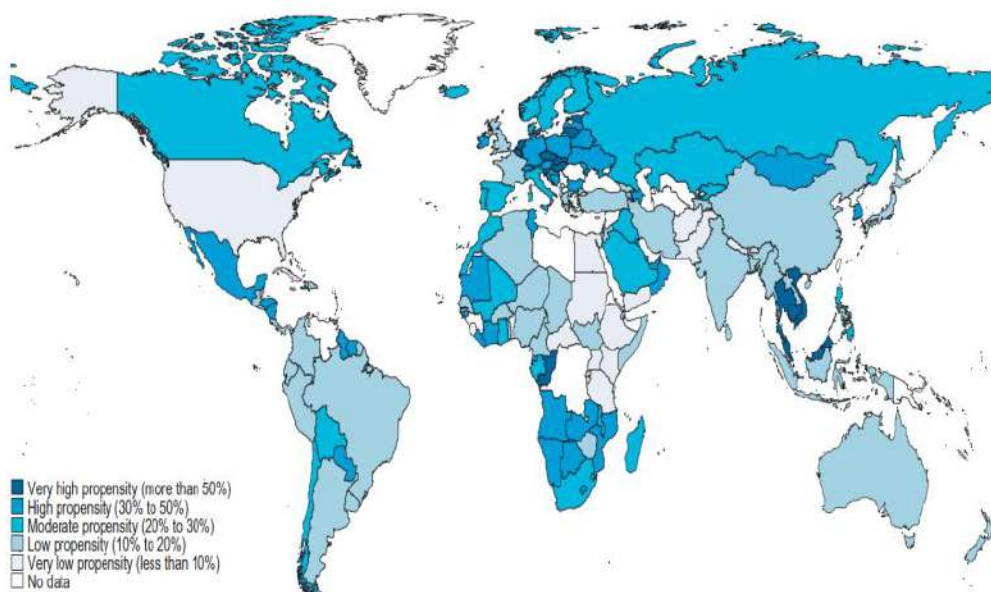 Very high propensity (more than 50%)
High propensity (30% to 50%)
Moderate propensity (20% to 30%)
Low propensity (10% to 20%)
Very low propensity (less than 10%)
No data